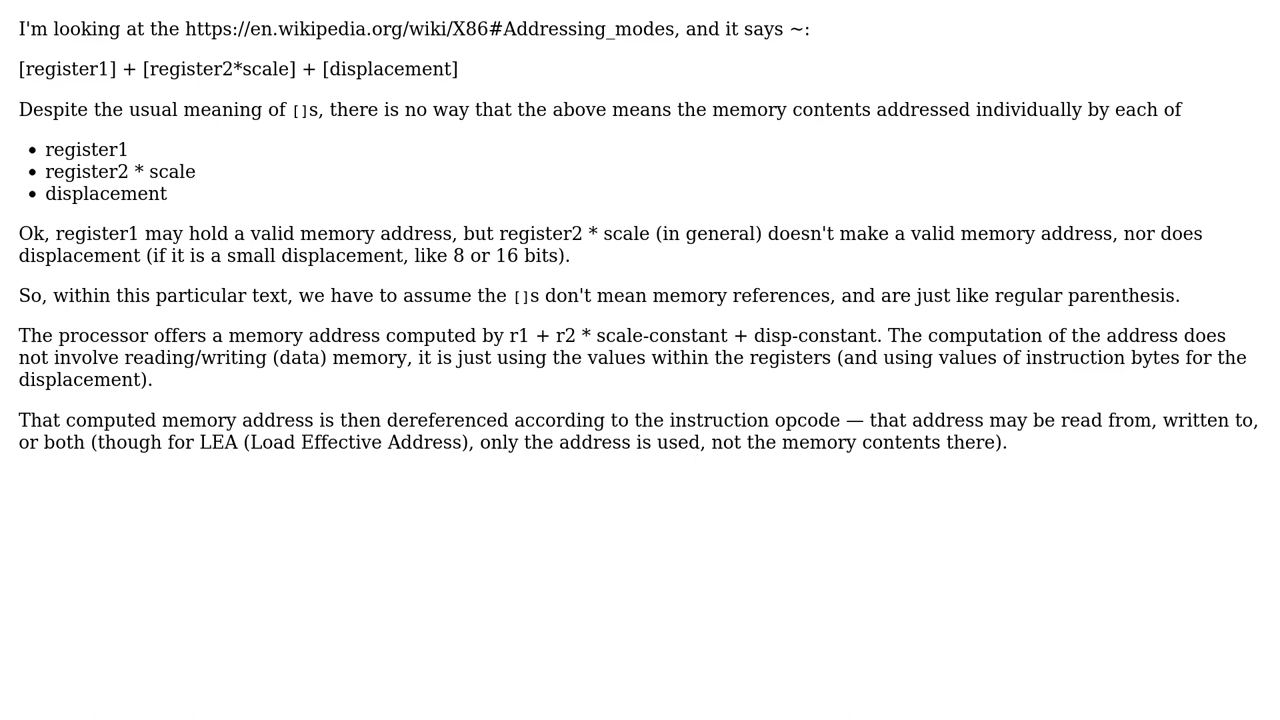 I'm looking at the https://en.wikipedia.org/wiki/X86#Addressing_modes, and it says ~:
[register1] + [register2*scale] + [displacement]
Despite the usual meaning of []s, there is no way that the above means the memory contents addressed individually by each of
• register1
• register2 * scale
• displacement
Ok, register1 may hold a valid memory address, but register2 * scale (in general) doesn't make a valid memory address, nor does
displacement (if it is a small displacement, like 8 or 16 bits).
So, within this particular text, we have to assume the []s don't mean memory references, and are just like regular parenthesis.
The processor offers a memory address computed by r1 + r2 * scale-constant + disp-constant. The computation of the address does
not involve reading/writing (data) memory, it is just using the values within the registers (and using values of instruction bytes for the
displacement).
That computed memory address is then dereferenced according to the instruction opcode — that address may be read from, written to,
or both (though for LEA (Load Effective Address), only the address is used, not the memory contents there).